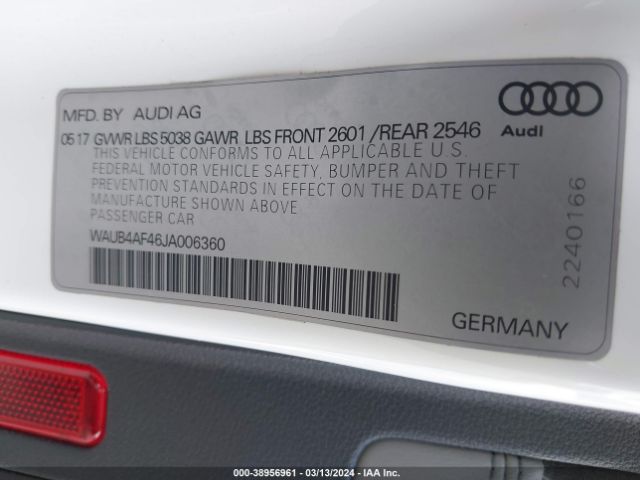 MFD. BY AUDI AG
05 17 GVWR LBS 5038 GAWR LBS FRONT 2601 /REAR 2546
THIS VEHICLE CONFORMS TO ALL APPLICABLE U.S.
FEDERAL MOTOR VEHICLE SAFETY, BUMPER AND THEFT
PREVENTION STANDARDS IN EFFECT ON THE DATE OF
MANUFACTURE SHOWN ABOVE
PASSENGER CAR
WAUB4AF46JA006360
Audi
2240166
GERMANY
000-38956961 - 03/13/2024 - IAA Inc.